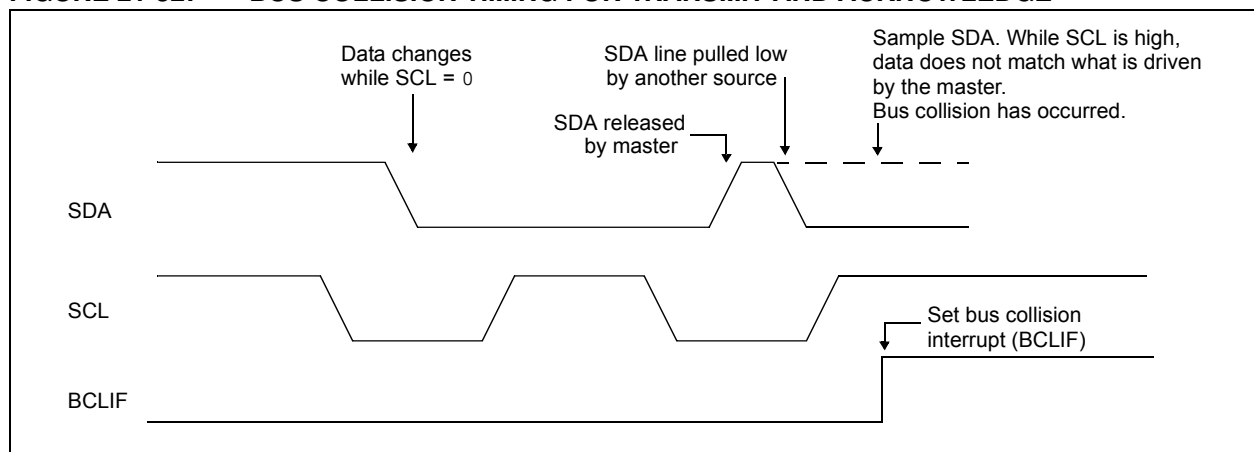 Data changes
while SCL = 0
SDA line pulled low
by another source
SDA released
by master
Sample SDA. While SCL is high,
data does not match what is driven
by the master.
Bus collision has occurred.
SDA
SCL
Set bus collision
interrupt (BCLIF)
BCLIF